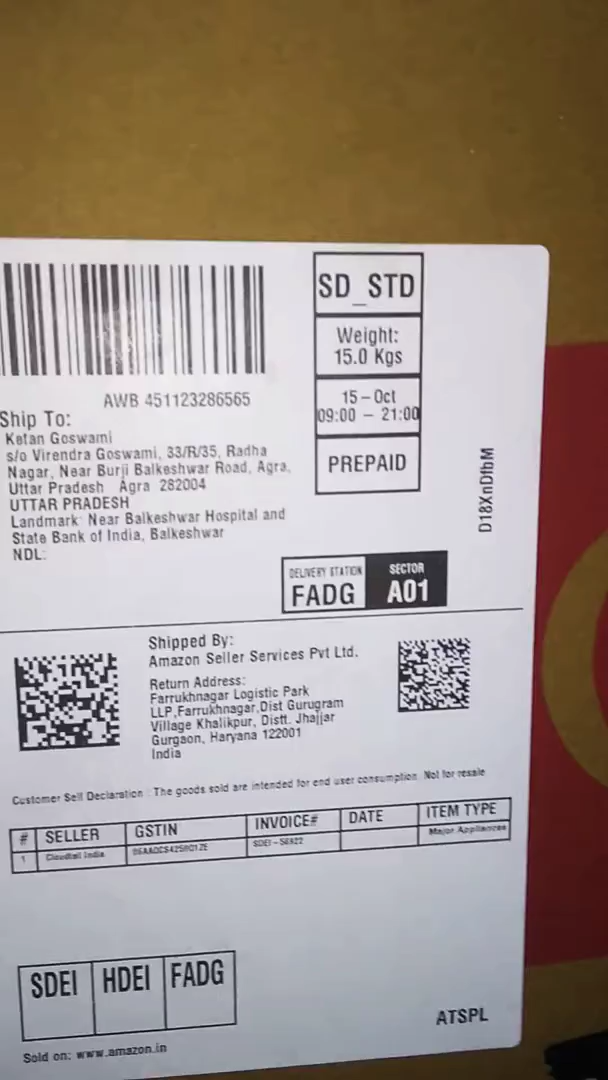 SD_STD
Weight:
15.0 Kgs
15-Oct
09:00 - 21:00
PREPAID
AWB 451123286565
Ship To:
Ketan Goswami
s/o Virendra Goswami, 33/R/35, Radha
Nagar, Near Burji Balkeshwar Road, Agra,
Uttar Pradesh Agra 282004
UTTAR PRADESH
Landmark: Near Balkeshwar Hospital and
State Bank of India, Balkeshwar
NDL:
D18XnDfbM
DELIVERY STATION
FADG
SECTOR
A01
Shipped By:
Amazon Seller Services Pvt Ltd.
Return Address:
Farrukhnagar Logistic Park
LLP,Farrukhnagar,Dist Gurugram
Village Khalikpur, Distt. Jhajjar
Gurgaon, Haryana 122001
India
Customer Self Declaration : The goods sold are intended for end user consumption. Not for resale
# SELLER GSTIN INVOICE# DATE ITEM TYPE
1 Cloudtail India SDEI-56822 Major Appliances
SDEI HDEI FADG
ATSPL
Sold on: www.amazon.in